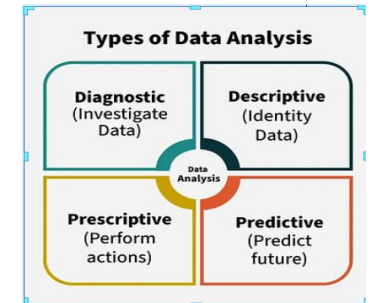 Types of Data Analysis
Diagnostic
(Investigate
Data)
Descriptive
(Identity
Data)
Data
Analysis
Prescriptive
(Perform
actions)
Predictive
(Predict
future)